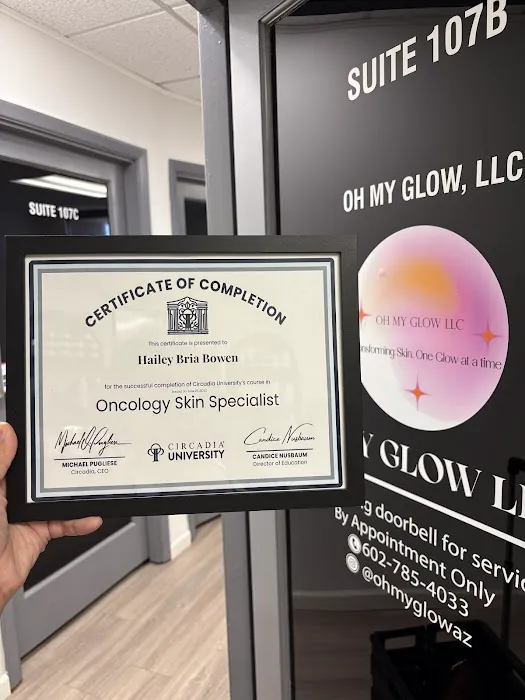 SUITE 107B
OH MY GLOW, LLC
OH MY GLOW LLC
nsforming Skin, One Glow at a time
Y GLOW LL
g doorbell for servic
By Appointment Only
602-785-4033
@ohmyglowaz
SUITE 107C
CERTIFICATE OF COMPLETION
This certificate is presented to
Hailey Bria Bowen
for the successful completion of Circadia University's course in
Oncology Skin Specialist
MICHAEL PUGLIESE
Circadia, CEO
CIRCADIA
UNIVERSITY
Candice Nusbaum
CANDICE NUSBAUM
Director of Education